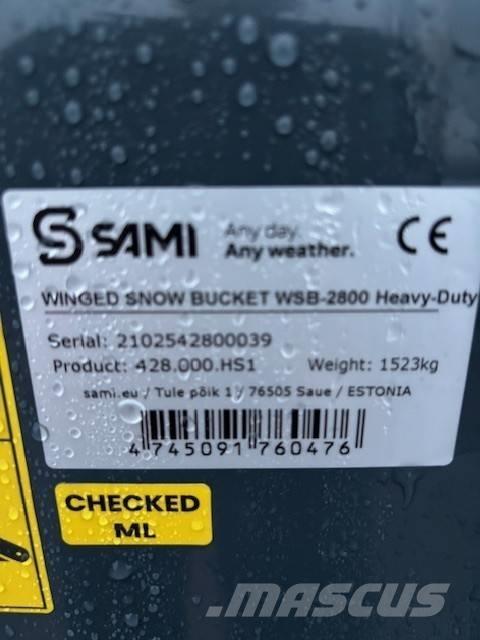 SAMI
Any day.
Any weather.
CE
WINGED SNOW BUCKET WSB-2800 Heavy-Duty
Serial: 2102542800039
Product: 428.000.HS1 Weight: 1523kg
sami.eu / Tule põik 1 / 76505 Saue / ESTONIA
4 745091 760476
CHECKED
ML
MASCUS